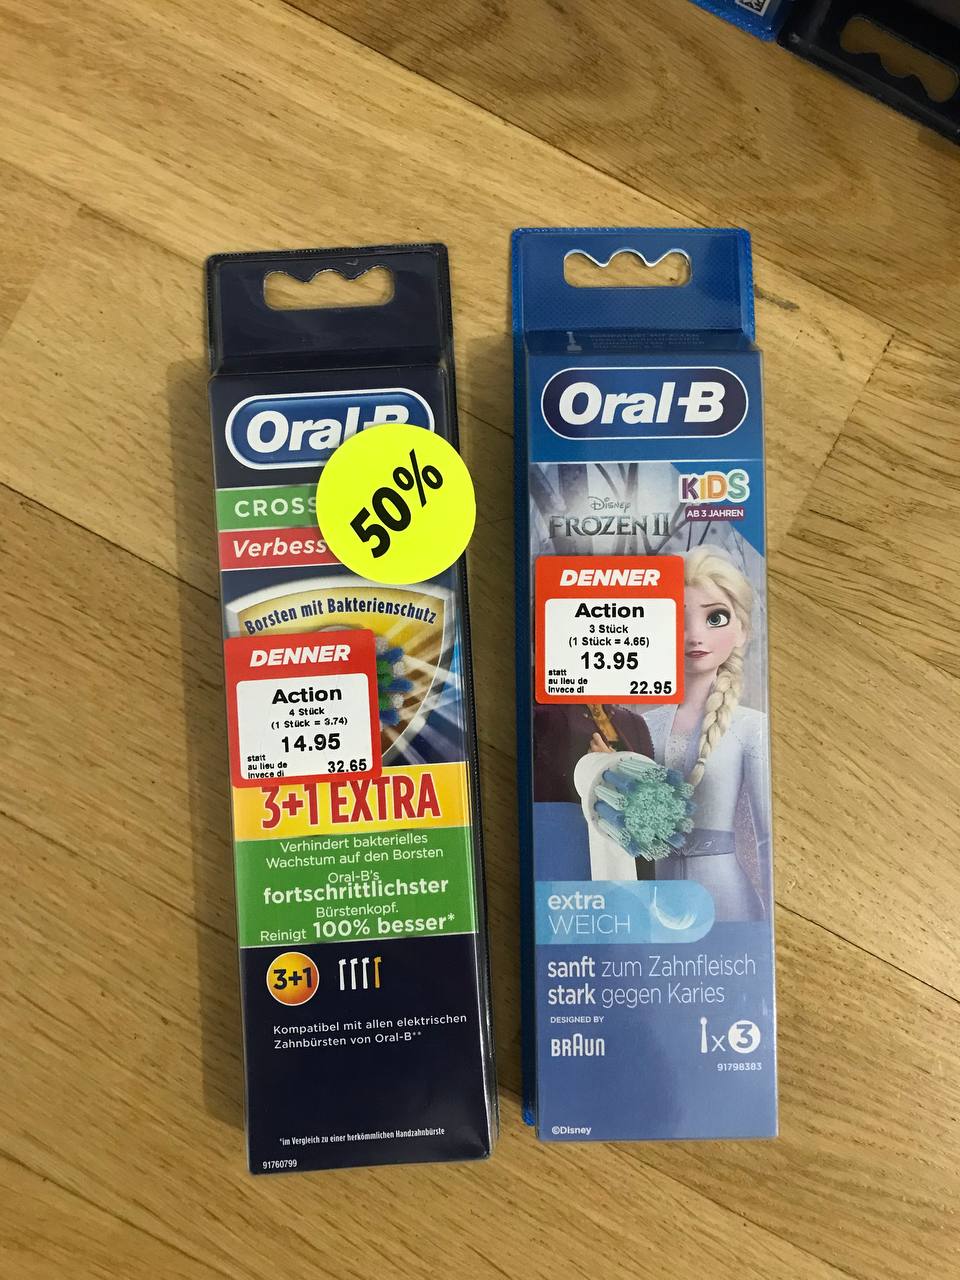 Oral-B
50%
CROSS
Verbess
Borsten mit Bakterienschutz
DENNER
Action
4 Stück
(1 Stück = 3.74)
14.95
statt
au lieu de
invece di
32.65
3+1 EXTRA
Verhindert bakterielles
Wachstum auf den Borsten
Oral-B's
fortschrittlichster
Bürstenkopf.
Reinigt 100% besser*
3+1
Kompatibel mit allen elektrischen
Zahnbürsten von Oral-B**
*im Vergleich zu einer herkömmlichen Handzahnbürste
91760799
Oral-B
KIDS
AB 3 JAHREN
Disney
FROZEN II
DENNER
Action
3 Stück
(1 Stück = 4.65)
13.95
statt
au lieu de
invece di
22.95
extra
WEICH
sanft zum Zahnfleisch
stark gegen Karies
DESIGNED BY
BRAUN
x 3
91798383
©Disney